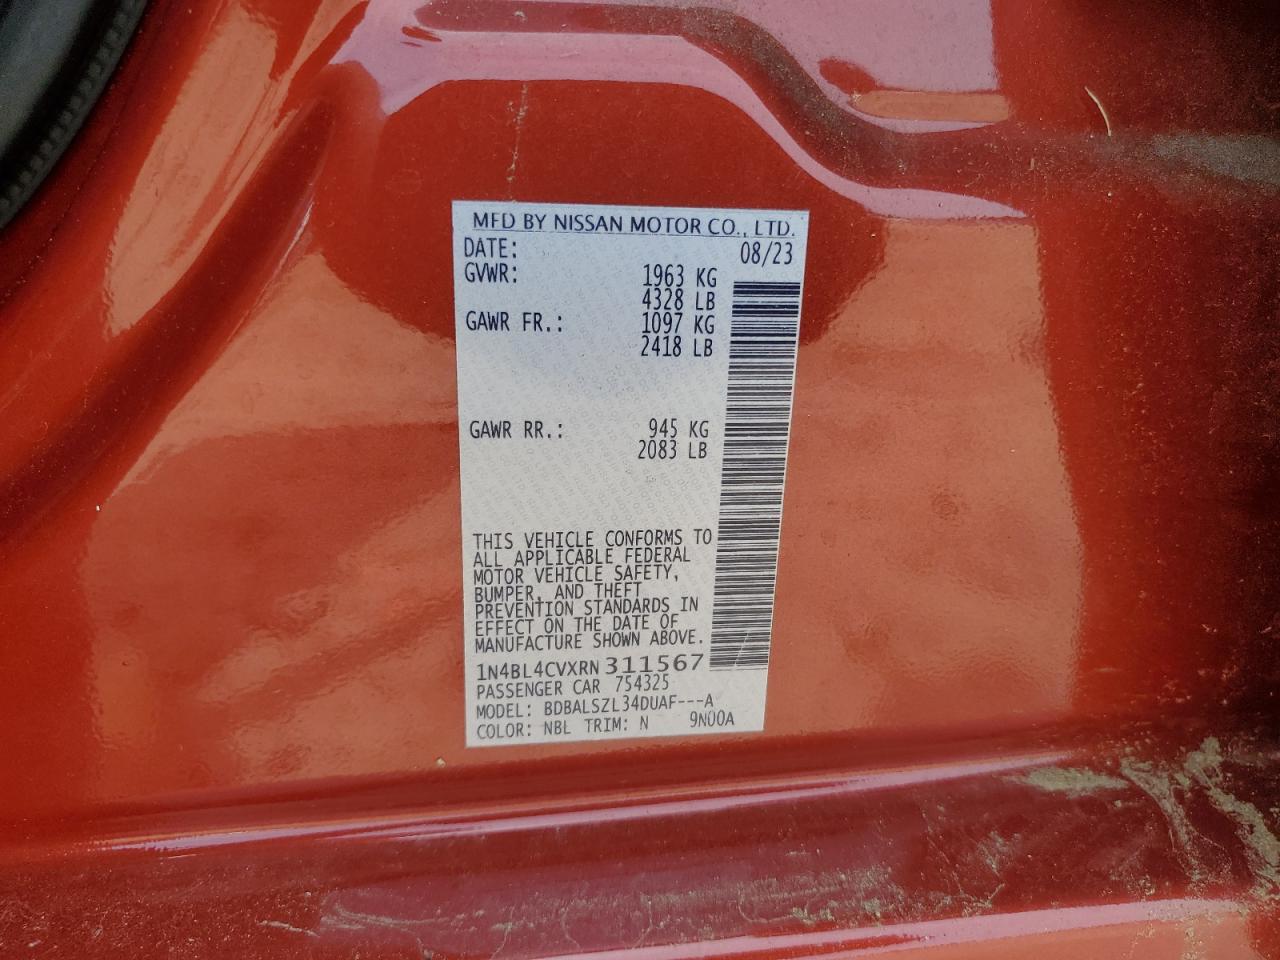 MFD BY NISSAN MOTOR CO., LTD.
DATE: 08/23
GVWR: 1963 KG
4328 LB
GAWR FR.: 1097 KG
2418 LB
GAWR RR.: 945 KG
2083 LB
THIS VEHICLE CONFORMS TO
ALL APPLICABLE FEDERAL
MOTOR VEHICLE SAFETY,
BUMPER, AND THEFT
PREVENTION STANDARDS IN
EFFECT ON THE DATE OF
MANUFACTURE SHOWN ABOVE.
1N4BL4CVXRN311567
PASSENGER CAR 754325
MODEL: BDBALSZL34DUAF---A
COLOR: NBL TRIM: N 9N00A